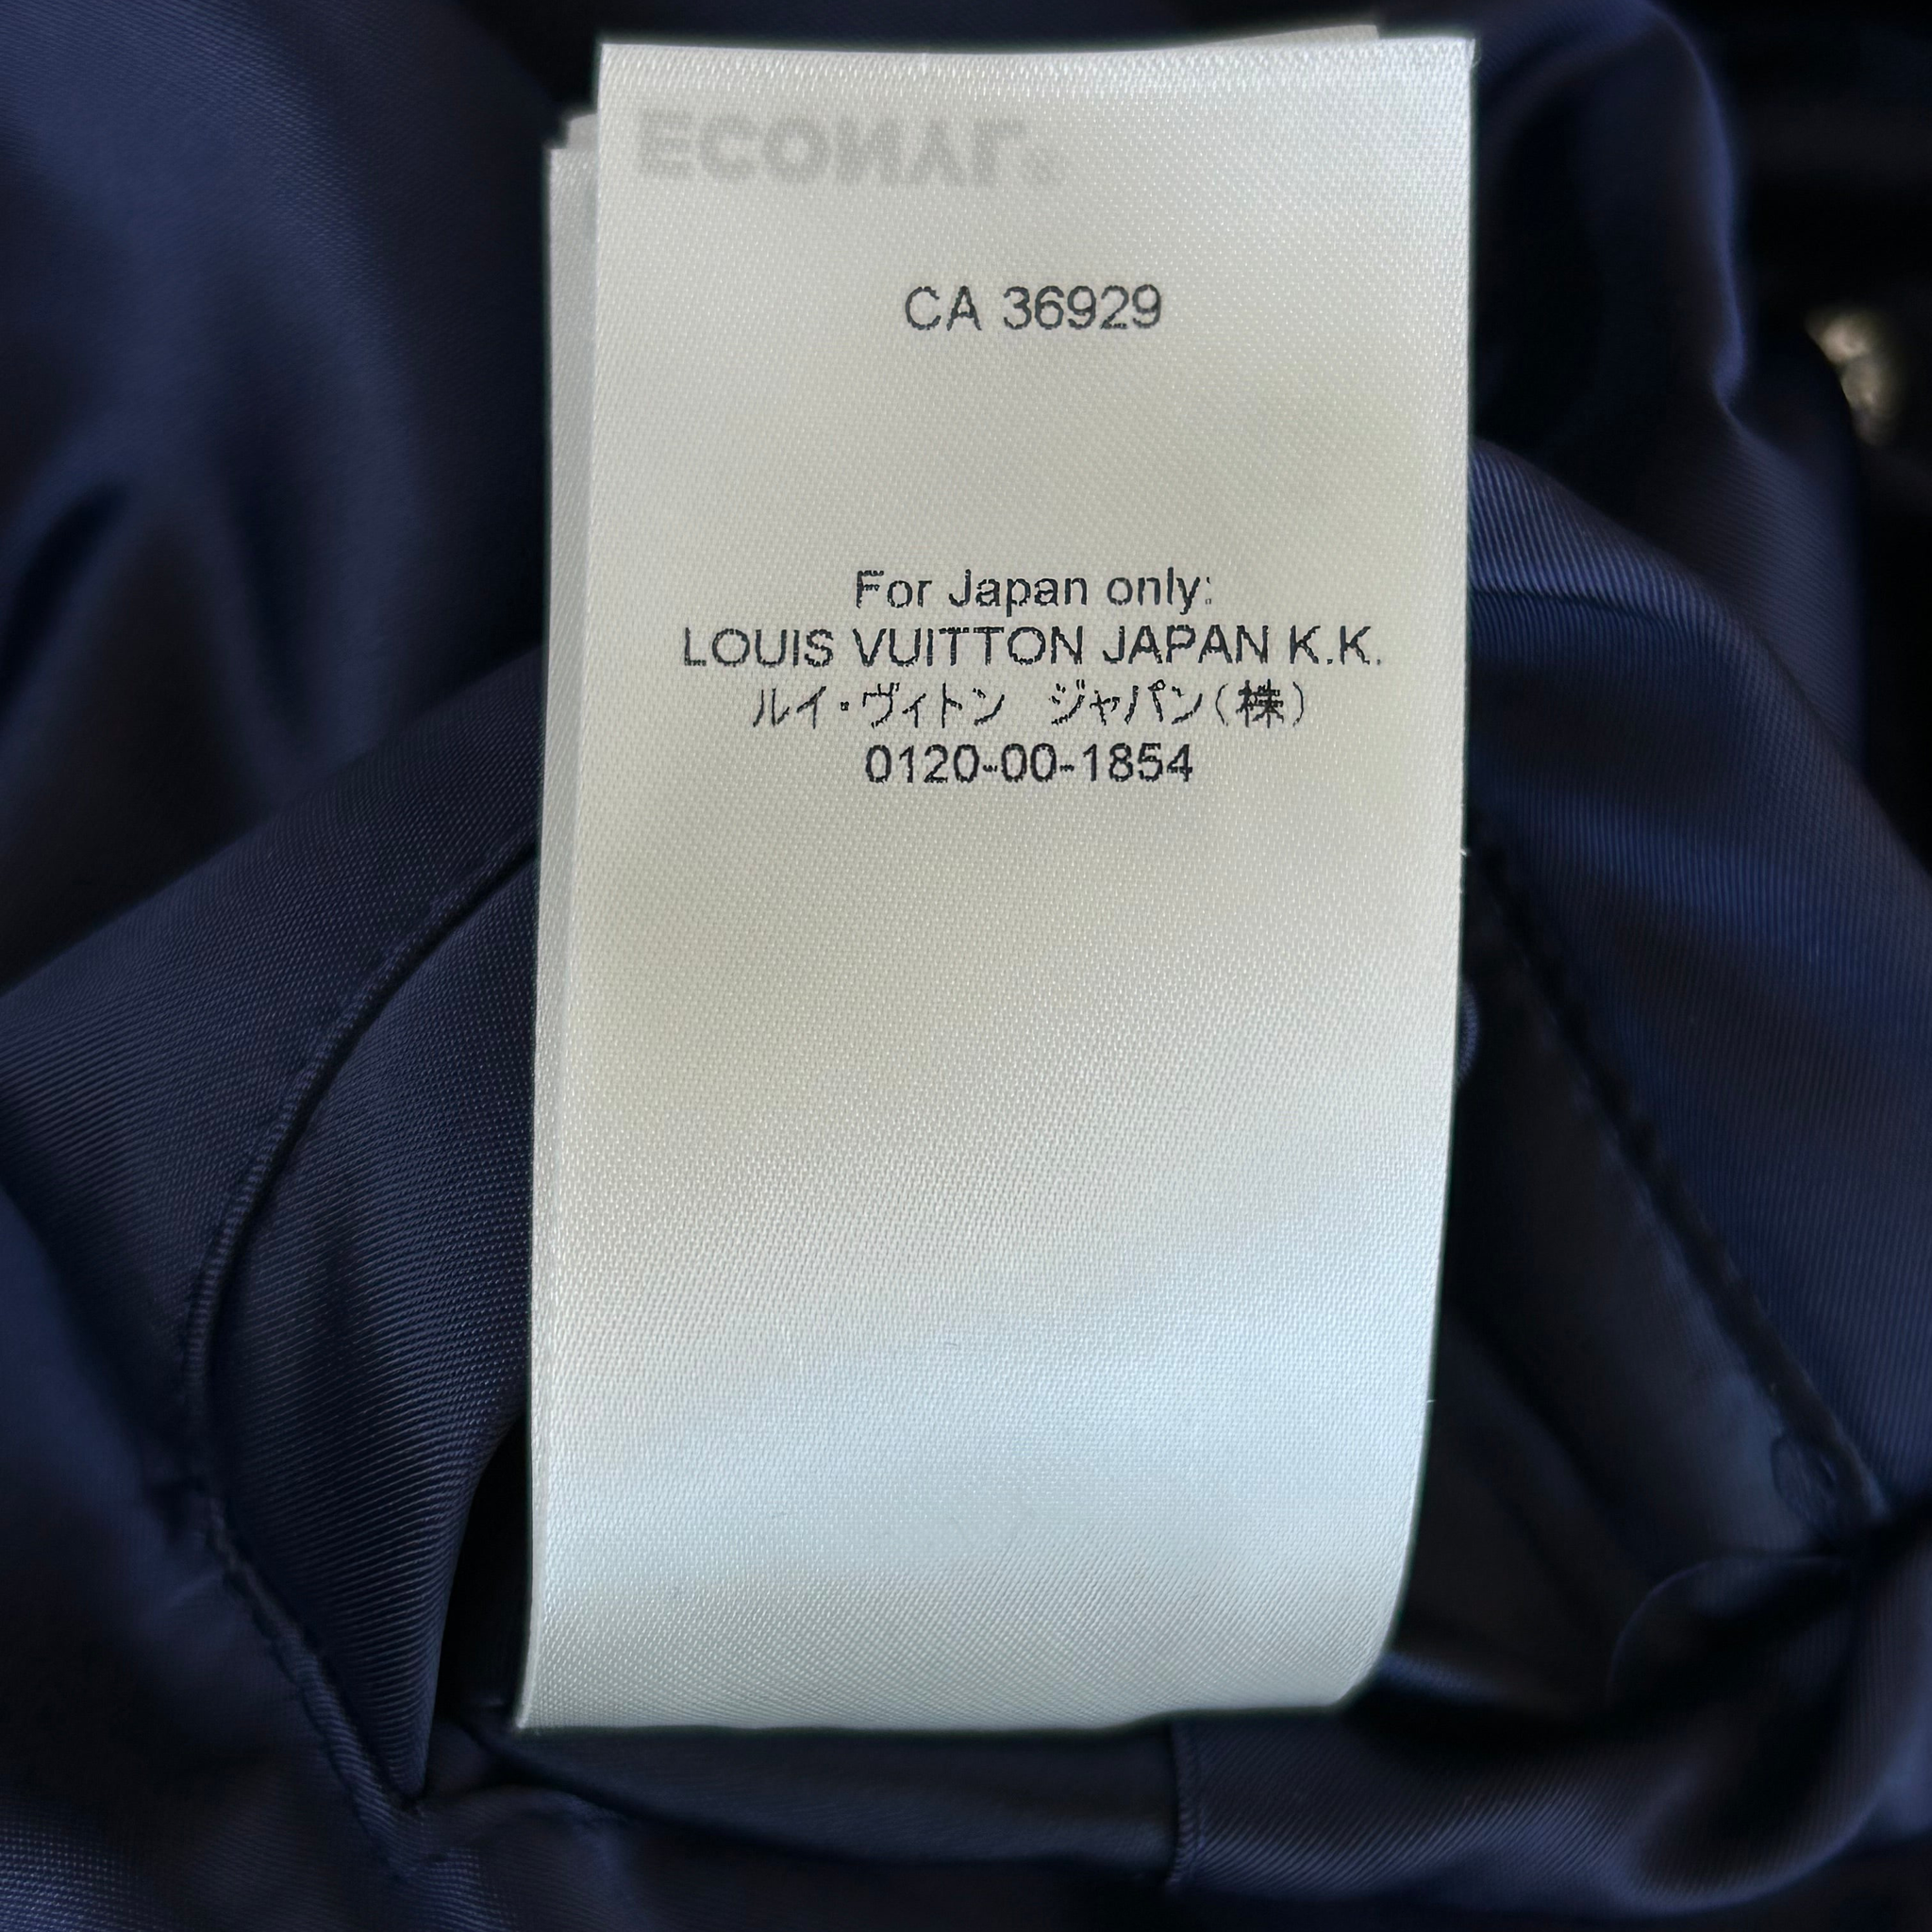 ECONYL®
CA 36929
For Japan only:
LOUIS VUITTON JAPAN K.K.
ルイ・ヴィトン　ジャパン(株)
0120-00-1854